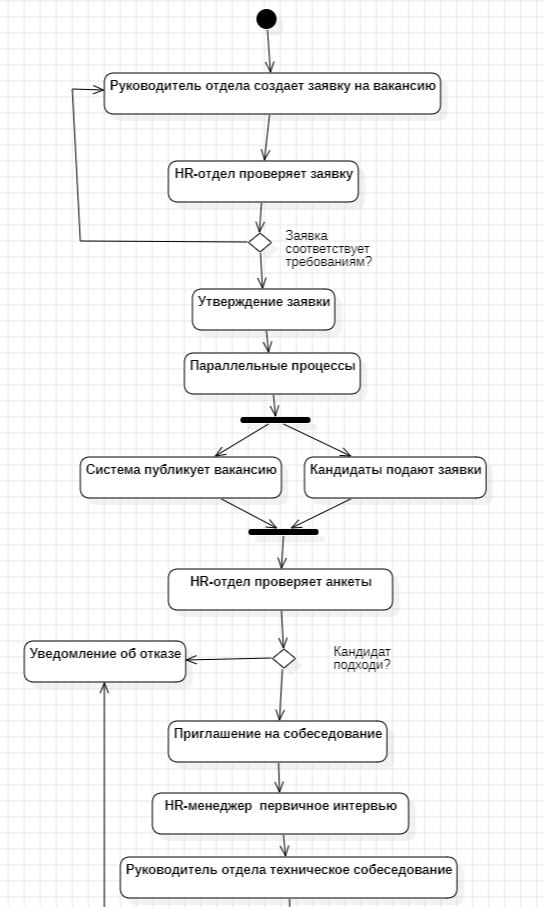 Руководитель отдела создает заявку на вакансию
HR-отдел проверяет заявку
Заявка
соответствует
требованиям?
Утверждение заявки
Параллельные процессы
Система публикует вакансию
Кандидаты подают заявки
HR-отдел проверяет анкеты
Уведомление об отказе
Кандидат
подходи?
Приглашение на собеседование
HR-менеджер  первичное интервью
Руководитель отдела техническое собеседование